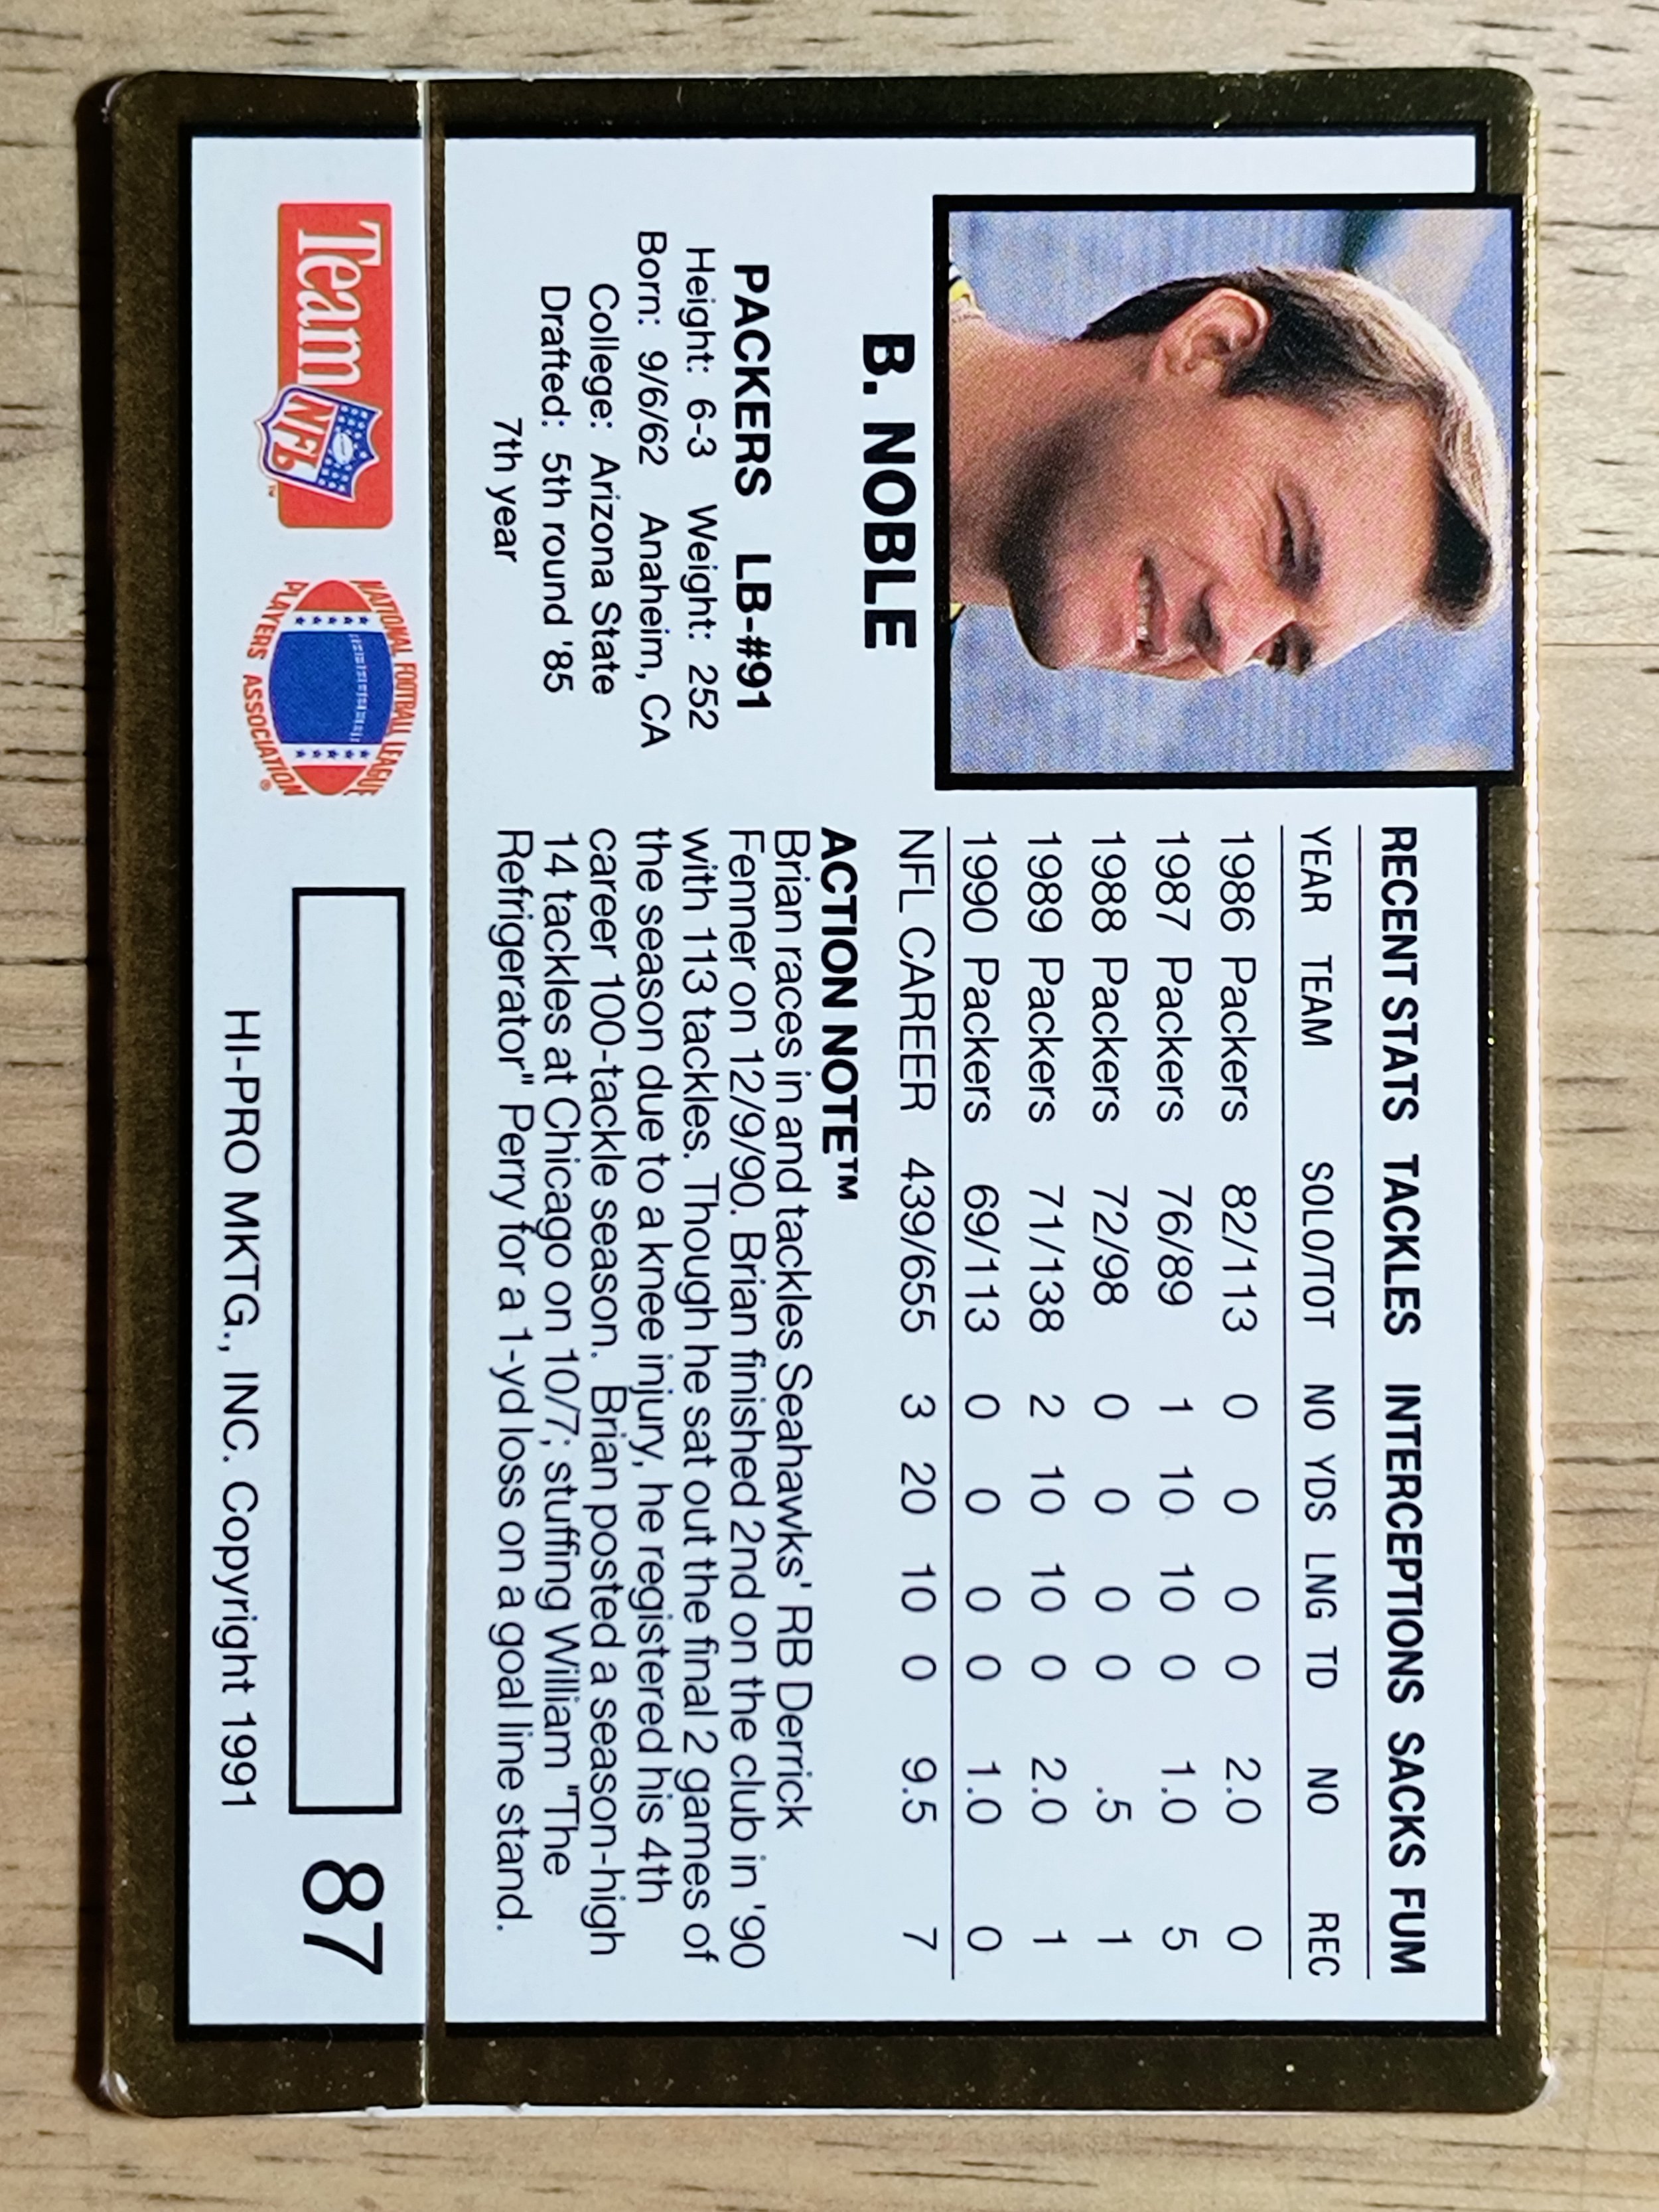 B. NOBLE
PACKERS LB-#91
Height: 6-3 Weight: 252
Born: 9/6/62 Anaheim, CA
College: Arizona State
Drafted: 5th round '85
7th year
RECENT STATS TACKLES INTERCEPTIONS SACKS FUM
YEAR TEAM SOLO/TOT NO YDS LNG TD NO REC
1986 Packers 82/113 0 0 0 0 2.0 0
1987 Packers 76/89 1 10 10 0 1.0 5
1988 Packers 72/98 0 0 0 0 .5 1
1989 Packers 71/138 2 10 10 0 2.0 1
1990 Packers 69/113 0 0 0 0 1.0 0
NFL CAREER 439/655 3 20 10 0 9.5 7
ACTION NOTE™
Brian races in and tackles Seahawks' RB Derrick
Fenner on 12/9/90. Brian finished 2nd on the club in '90
with 113 tackles. Though he sat out the final 2 games of
the season due to a knee injury, he registered his 4th
career 100-tackle season. Brian posted a season-high
14 tackles at Chicago on 10/7; stuffing William "The
Refrigerator" Perry for a 1-yd loss on a goal line stand.
Team NFL™
NATIONAL FOOTBALL LEAGUE
PLAYERS ASSOCIATION®
87
HI-PRO MKTG., INC. Copyright 1991